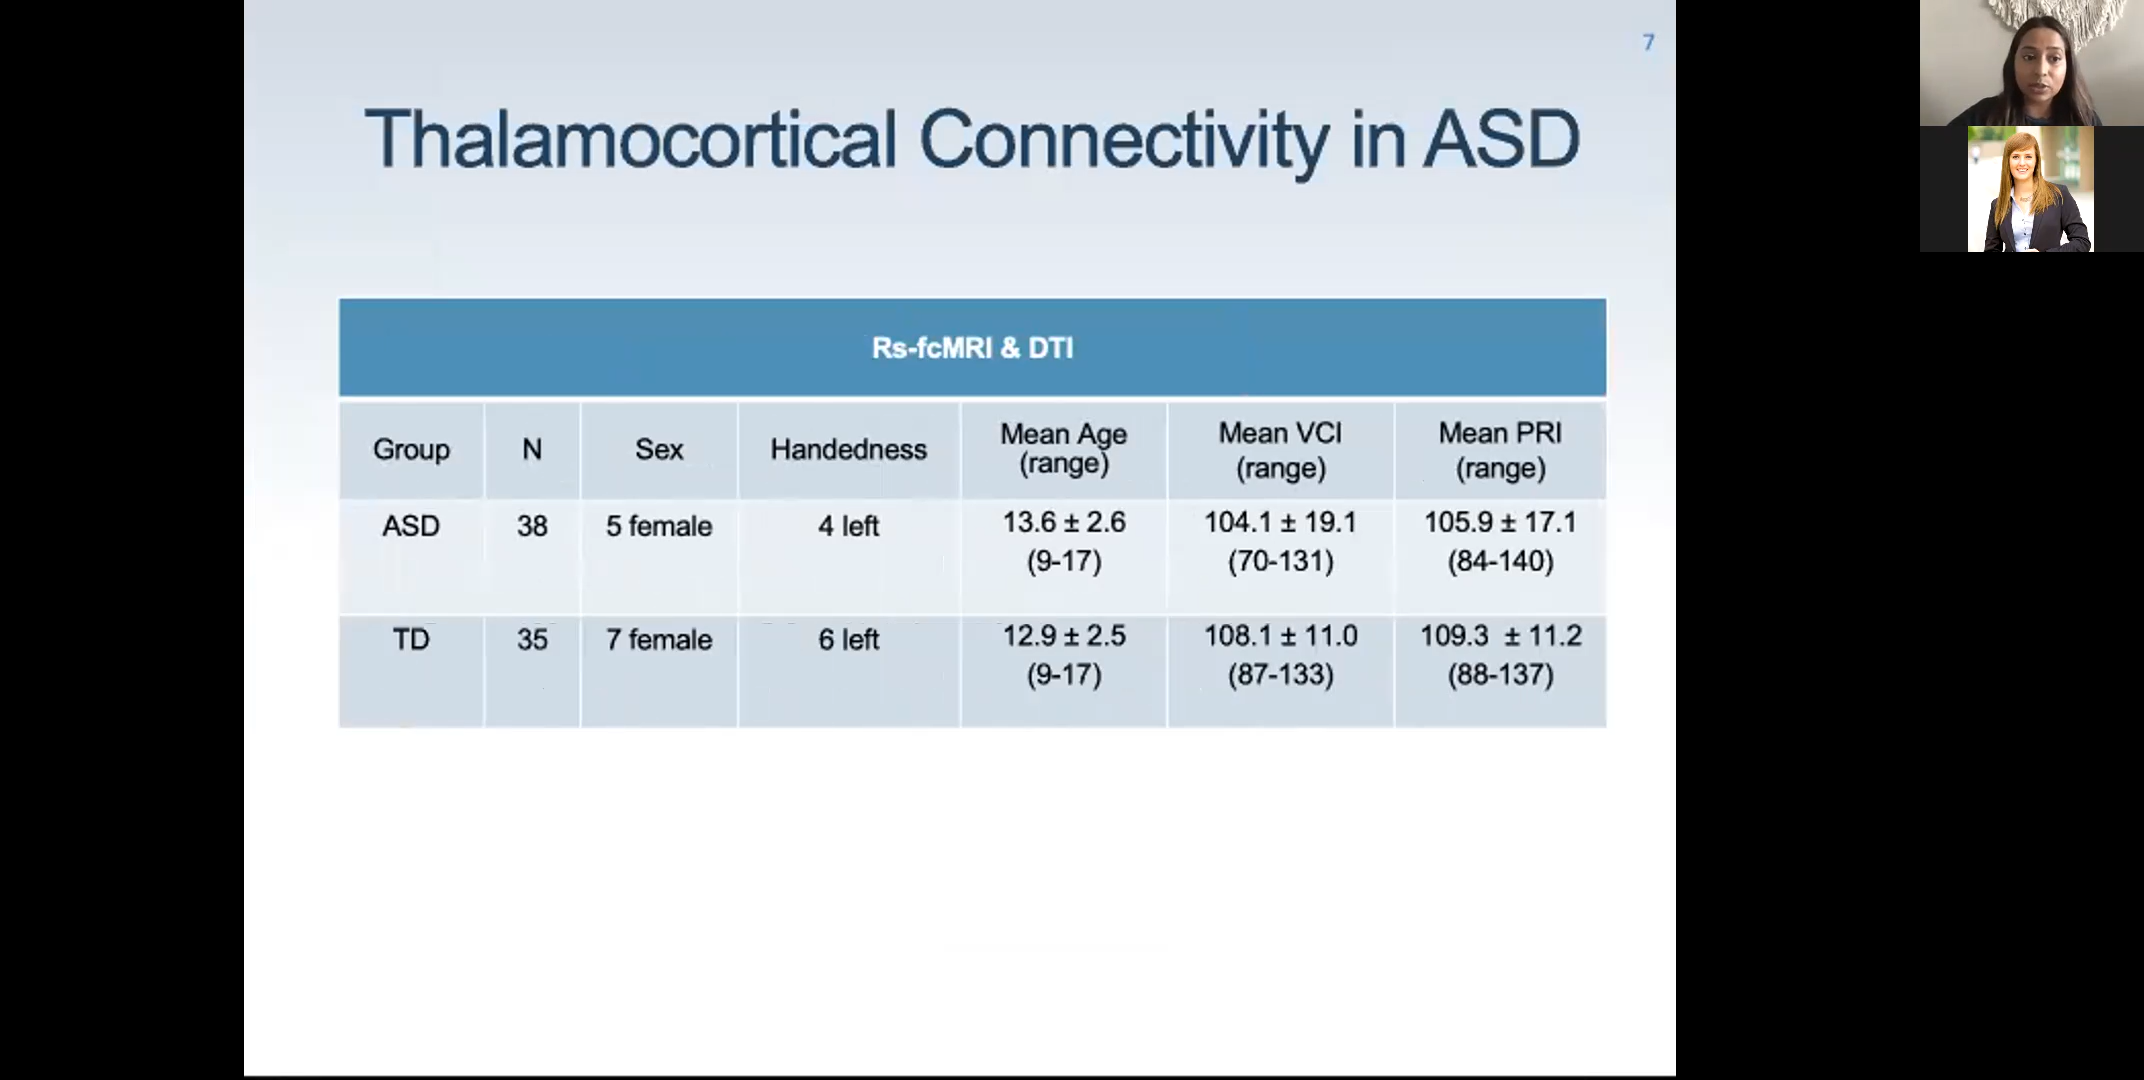 7
Thalamocortical Connectivity in ASD
Rs-fcMRI & DTI
Group N Sex Handedness Mean Age (range) Mean VCI (range) Mean PRI (range)
ASD 38 5 female 4 left 13.6 ± 2.6 (9-17) 104.1 ± 19.1 (70-131) 105.9 ± 17.1 (84-140)
TD 35 7 female 6 left 12.9 ± 2.5 (9-17) 108.1 ± 11.0 (87-133) 109.3 ± 11.2 (88-137)